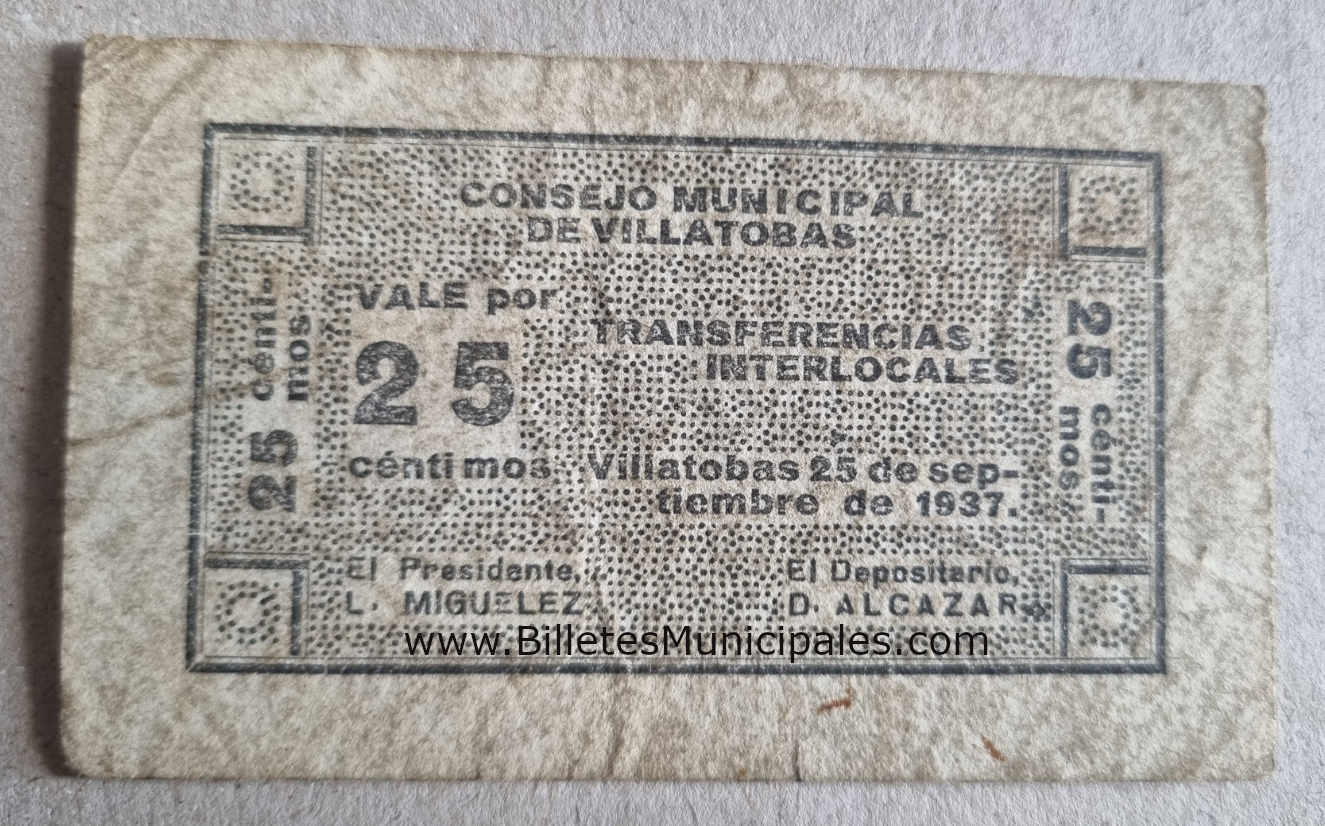 CONSEJO MUNICIPAL
DE VILLATOBAS
VALE por
25
céntimos
TRANSFERENCIAS
INTERLOCALES
Villatobas 25 de sep-
tiembre de 1937.
El Presidente,
L. MIGUELEZ
El Depositario,
D. ALCAZAR
25 cénti-
mos
25 cénti-
mos
www.BilletesMunicipales.com